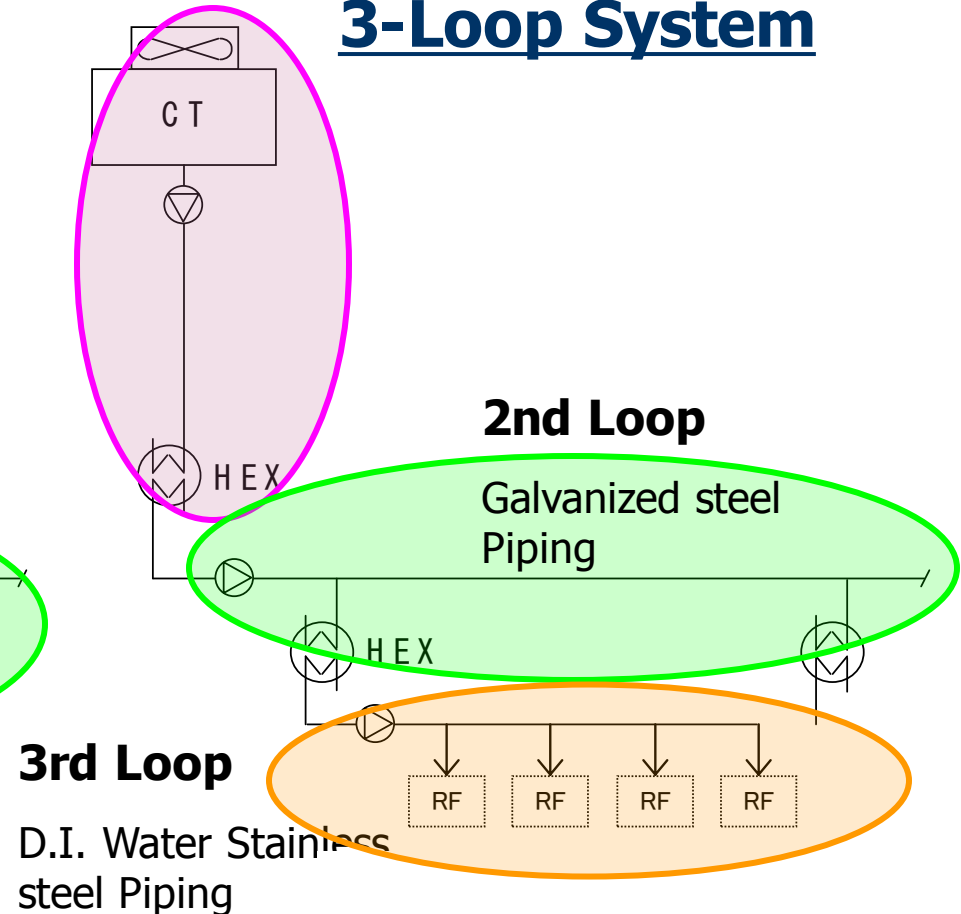 3-Loop System
CT
HEX
2nd Loop
Galvanized steel
Piping
HEX
3rd Loop
RF RF RF RF
D.I. Water Stainless
steel Piping